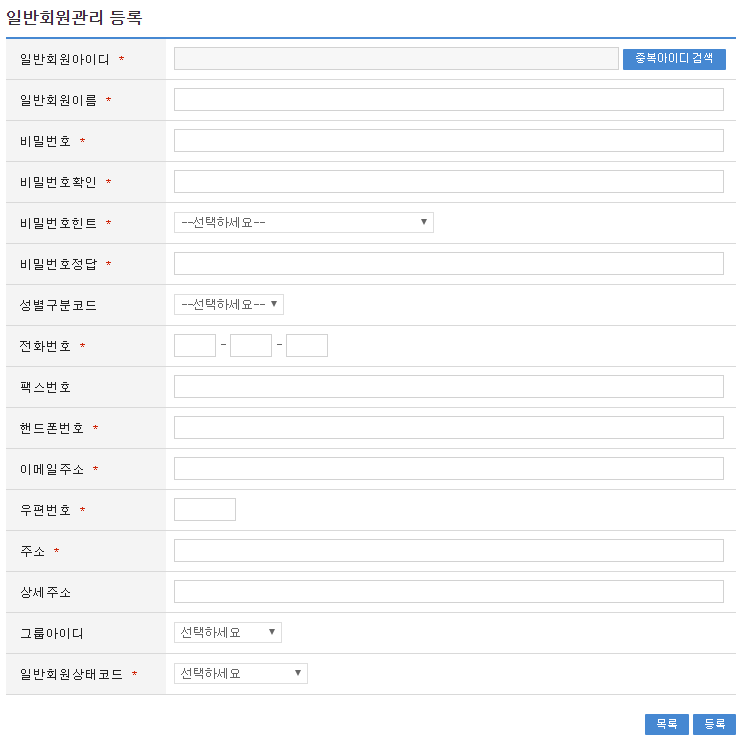 일반회원관리 등록
일반회원아이디 * 중복아이디 검색
일반회원이름 *
비밀번호 *
비밀번호확인 *
비밀번호힌트 * --선택하세요--
비밀번호정답 *
성별구분코드 --선택하세요--
전화번호 * - -
팩스번호
핸드폰번호 *
이메일주소 *
우편번호 *
주소 *
상세주소
그룹아이디 선택하세요
일반회원상태코드 * 선택하세요
목록 등록